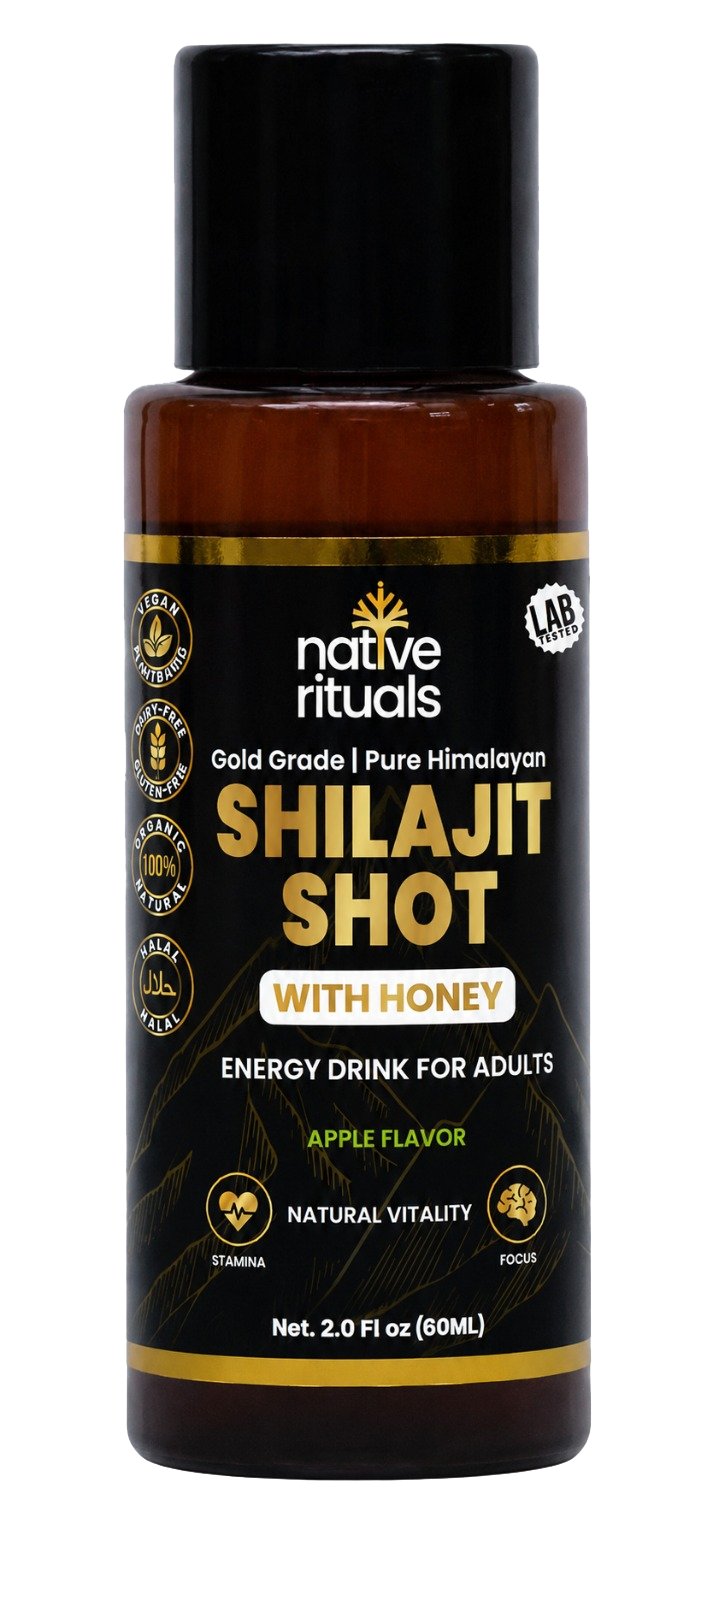 VEGAN
DAIRY-FREE
GLUTEN-FREE
ORGANIC
100%
NATURAL
HALAL
حلال
HALAL
LAB
TESTED
native
rituals
Gold Grade | Pure Himalayan
SHILAJIT
SHOT
WITH HONEY
ENERGY DRINK FOR ADULTS
APPLE FLAVOR
NATURAL VITALITY
STAMINA
FOCUS
Net. 2.0 Fl oz (60ML)